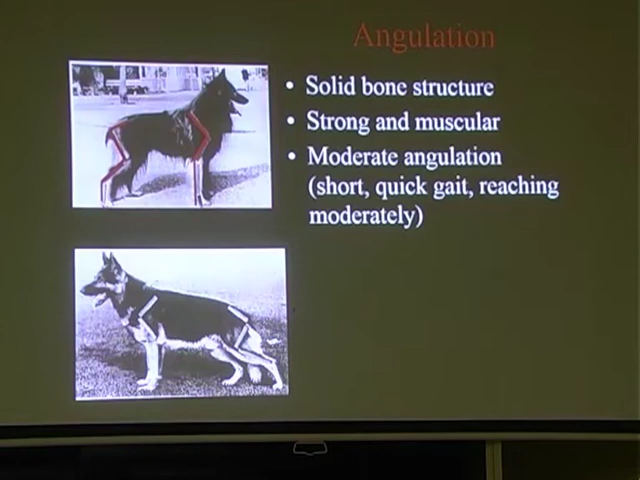 Angulation
• Solid bone structure
• Strong and muscular
• Moderate angulation
(short, quick gait, reaching
moderately)